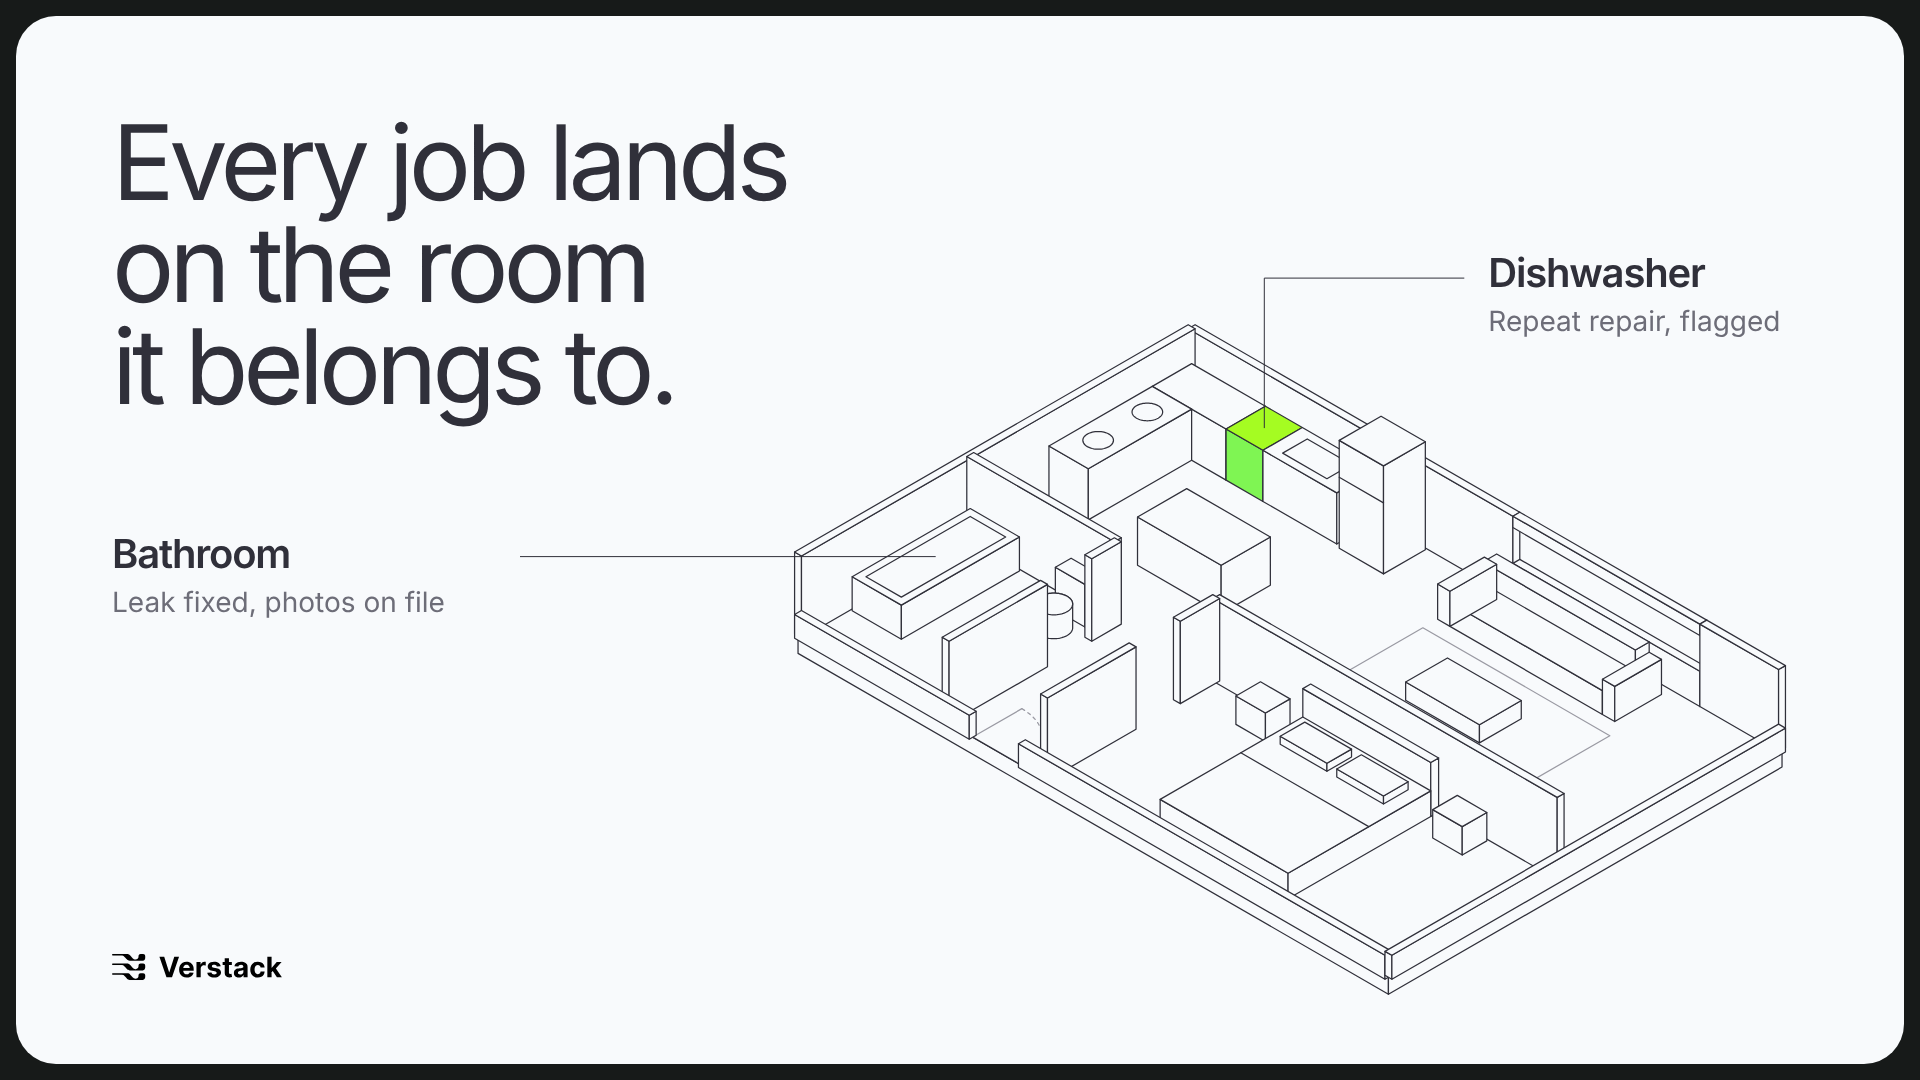 Every job lands
on the room
it belongs to.
Dishwasher
Repeat repair, flagged
Bathroom
Leak fixed, photos on file
Verstack